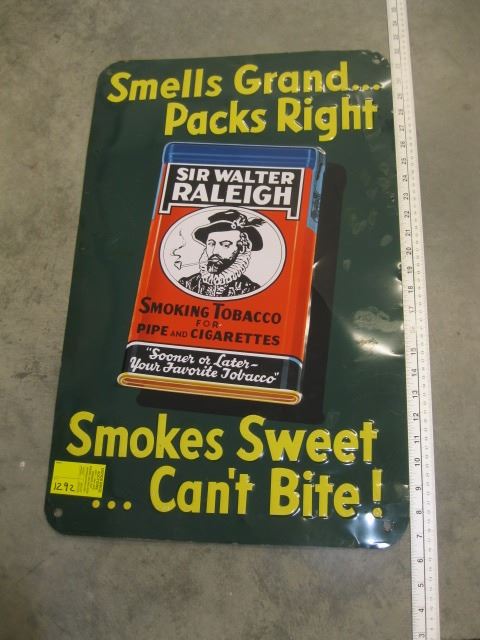 Smells Grand...
Packs Right
SIR WALTER
RALEIGH
SMOKING TOBACCO
FOR
PIPE AND CIGARETTES
"Sooner or Later-
Your Favorite Tobacco"
Smokes Sweet
... Can't Bite!
1292